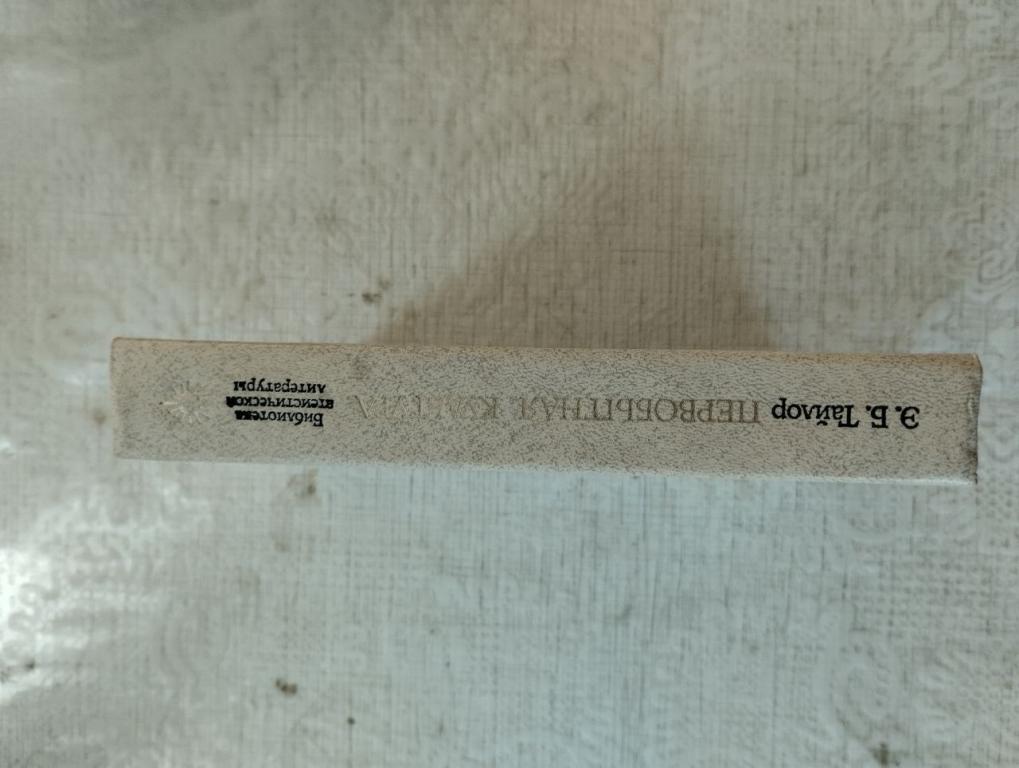 Э. Б. Тайлор ПЕРВОБЫТНАЯ КУЛЬТУРА
Библиотека
атеистической
литературы